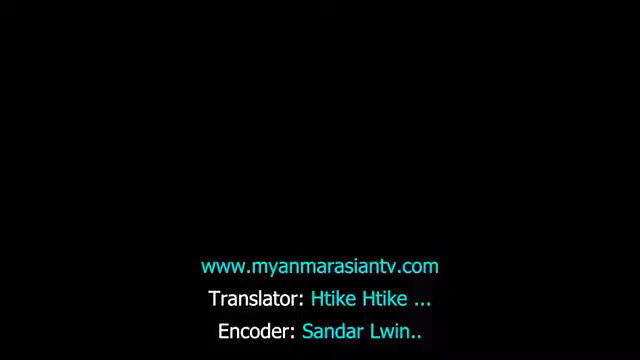 www.myanmarasiantv.com
Translator: Htike Htike ...
Encoder: Sandar Lwin..